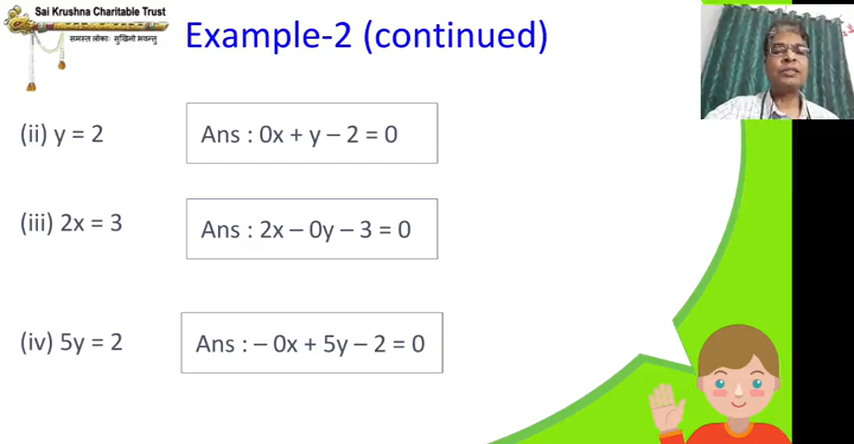 Sai Krushna Charitable Trust
समस्त लोकाः सुखिनो भवन्तु
Example-2 (continued)
(ii) y = 2
Ans : 0x + y – 2 = 0
(iii) 2x = 3
Ans : 2x – 0y – 3 = 0
(iv) 5y = 2
Ans : – 0x + 5y – 2 = 0